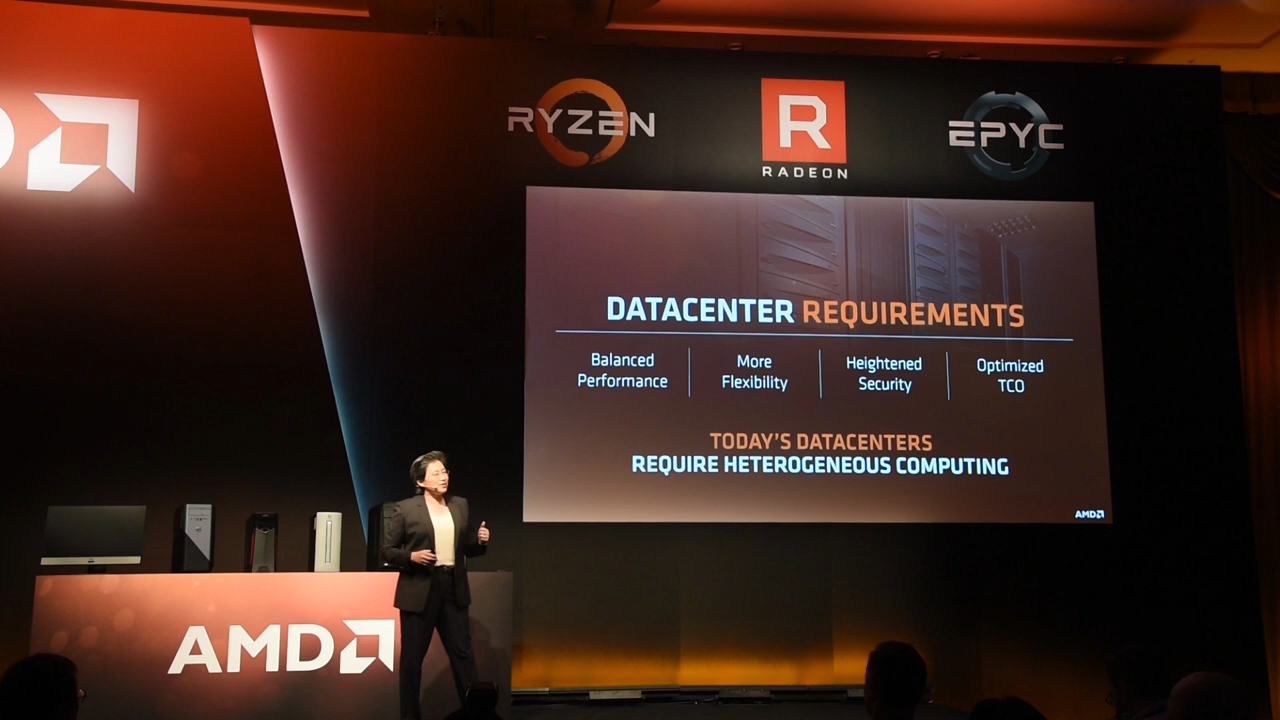 RYZEN
R
RADEON
EPYC
DATACENTER REQUIREMENTS
Balanced
Performance
More
Flexibility
Heightened
Security
Optimized
TCO
TODAY'S DATACENTERS
REQUIRE HETEROGENEOUS COMPUTING
AMD
AMD